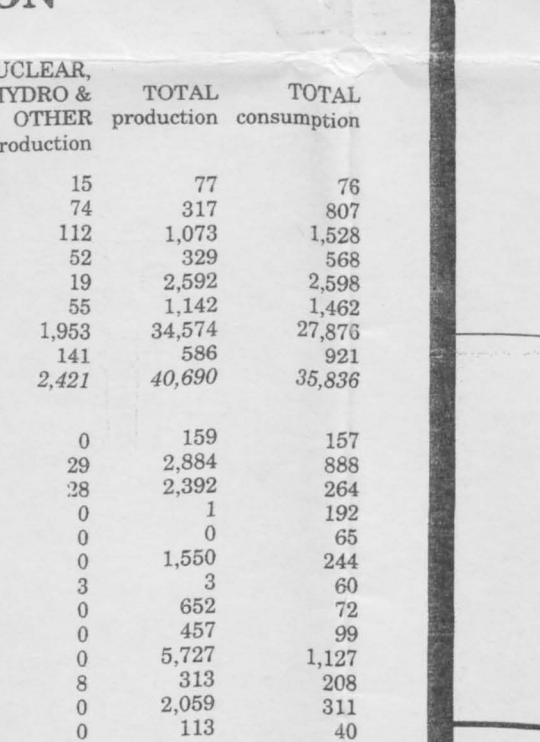 ON
UCLEAR,
HYDRO & TOTAL TOTAL
OTHER production consumption
roduction
15 77 76
74 317 807
112 1,073 1,528
52 329 568
19 2,592 2,598
55 1,142 1,462
1,953 34,574 27,876
141 586 921
2,421 40,690 35,836
0 159 157
29 2,884 888
28 2,392 264
0 1 192
0 0 65
0 1,550 244
3 3 60
0 652 72
0 457 99
0 5,727 1,127
8 313 208
0 2,059 311
0 113 40